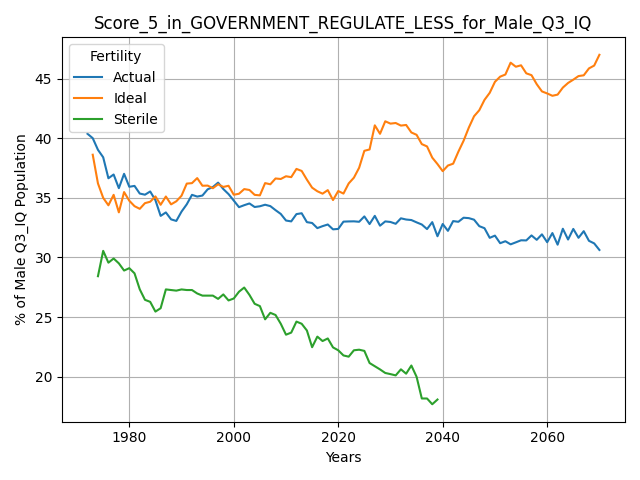 Score_5_in_GOVERNMENT_REGULATE_LESS_for_Male_Q3_IQ
Fertility
Actual
Ideal
Sterile
% of Male Q3_IQ Population
45
40
35
30
25
20
1980
2000
2020
2040
2060
Years